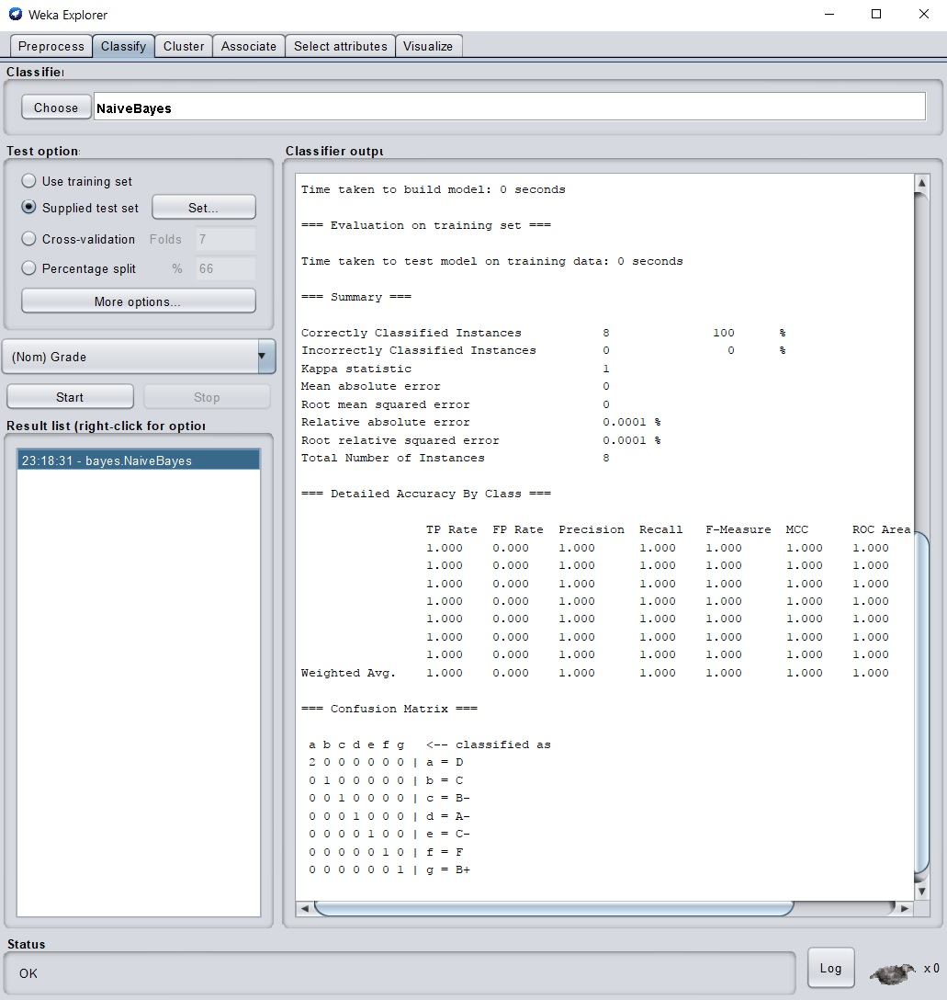 Weka Explorer
Preprocess Classify Cluster Associate Select attributes Visualize
Classifier
Choose NaiveBayes
Test option:
Use training set
Supplied test set Set...
Cross-validation Folds 7
Percentage split % 66
More options...
(Nom) Grade
Start Stop
Result list (right-click for option
23:18:31 - bayes.NaiveBayes
Classifier outpu
Time taken to build model: 0 seconds
=== Evaluation on training set ===
Time taken to test model on training data: 0 seconds
=== Summary ===
Correctly Classified Instances 8 100 %
Incorrectly Classified Instances 0 0 %
Kappa statistic 1
Mean absolute error 0
Root mean squared error 0
Relative absolute error 0.0001 %
Root relative squared error 0.0001 %
Total Number of Instances 8
=== Detailed Accuracy By Class ===
TP Rate FP Rate Precision Recall F-Measure MCC ROC Area
1.000 0.000 1.000 1.000 1.000 1.000 1.000
1.000 0.000 1.000 1.000 1.000 1.000 1.000
1.000 0.000 1.000 1.000 1.000 1.000 1.000
1.000 0.000 1.000 1.000 1.000 1.000 1.000
1.000 0.000 1.000 1.000 1.000 1.000 1.000
1.000 0.000 1.000 1.000 1.000 1.000 1.000
1.000 0.000 1.000 1.000 1.000 1.000 1.000
Weighted Avg. 1.000 0.000 1.000 1.000 1.000 1.000 1.000
=== Confusion Matrix ===
a b c d e f g <-- classified as
2 0 0 0 0 0 0 | a = D
0 1 0 0 0 0 0 | b = C
0 0 1 0 0 0 0 | c = B-
0 0 0 1 0 0 0 | d = A-
0 0 0 0 1 0 0 | e = C-
0 0 0 0 0 1 0 | f = F
0 0 0 0 0 0 1 | g = B+
Status
OK
Log
x 0